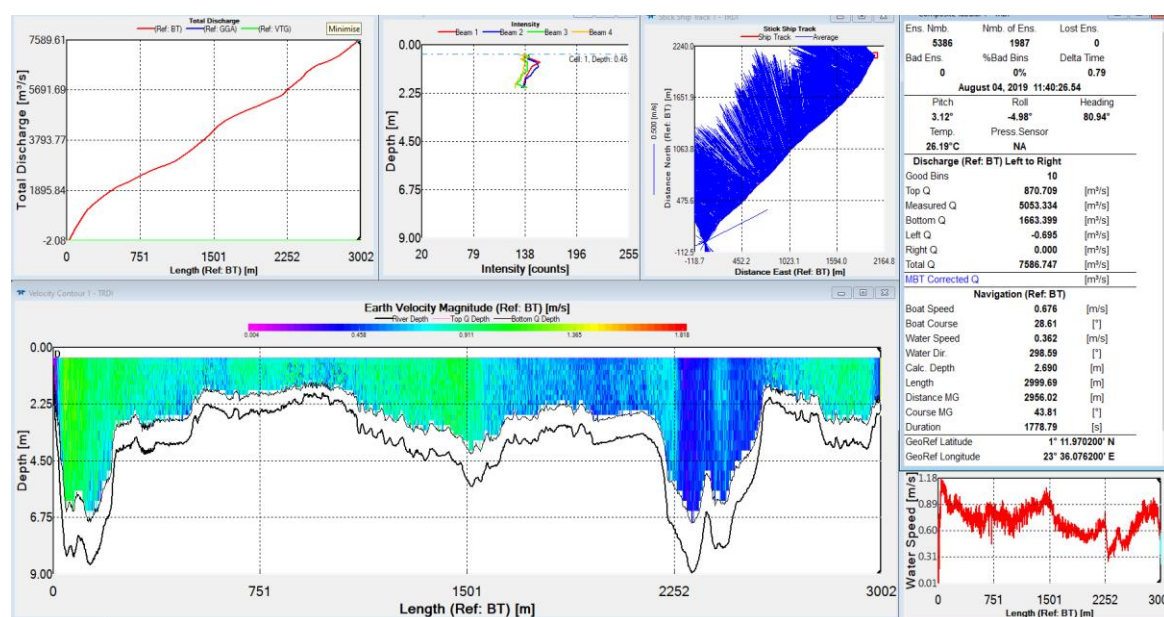 Total Discharge
(Ref: BT) (Ref: GGA) (Ref: VTG)
Minimise
Total Discharge [m³/s]
7589.61
5691.69
3793.77
1895.84
-2.08
0 751 1501 2252 3002
Length (Ref: BT) [m]
Intensity
Beam 1 Beam 2 Beam 3 Beam 4
Cell: 1, Depth: 0.45
Depth [m]
0.00
2.25
4.50
6.75
9.00
20 79 138 196 255
Intensity [counts]
Stick Ship Track 1 - TRDI
Stick Ship Track
Ship Track Average
0.500 [m/s]
Distance North (Ref: BT) [m]
2240.0
1651.9
1063.8
475.6
-112.5
-118.7 452.2 1023.1 1594.0 2164.8
Distance East (Ref: BT) [m]
Ens. Nmb. Nmb. of Ens. Lost Ens.
5386 1987 0
Bad Ens. %Bad Bins Delta Time
0 0% 0.79
August 04, 2019 11:40:26.54
Pitch Roll Heading
3.12° -4.98° 80.94°
Temp. Press.Sensor
26.19°C NA
Discharge (Ref: BT) Left to Right
Good Bins 10
Top Q 870.709 [m³/s]
Measured Q 5053.334 [m³/s]
Bottom Q 1663.399 [m³/s]
Left Q -0.695 [m³/s]
Right Q 0.000 [m³/s]
Total Q 7586.747 [m³/s]
MBT Corrected Q [m³/s]
Navigation (Ref: BT)
Boat Speed 0.676 [m/s]
Boat Course 28.61 [°]
Water Speed 0.362 [m/s]
Water Dir. 298.59 [°]
Calc. Depth 2.690 [m]
Length 2999.69 [m]
Distance MG 2956.02 [m]
Course MG 43.81 [°]
Duration 1778.79 [s]
GeoRef Latitude 1° 11.970200' N
GeoRef Longitude 23° 36.076200' E
Velocity Contour 1 - TRDI
Earth Velocity Magnitude (Ref: BT) [m/s]
River Depth Top Q Depth Bottom Q Depth
0.004 0.458 0.911 1.365 1.818
D
Depth [m]
0.00
2.25
4.50
6.75
9.00
0 751 1501 2252 3002
Length (Ref: BT) [m]
Water Speed [m/s]
1.18
0.89
0.60
0.31
0.01
0 751 1501 2252 300
Length (Ref: BT) [m]